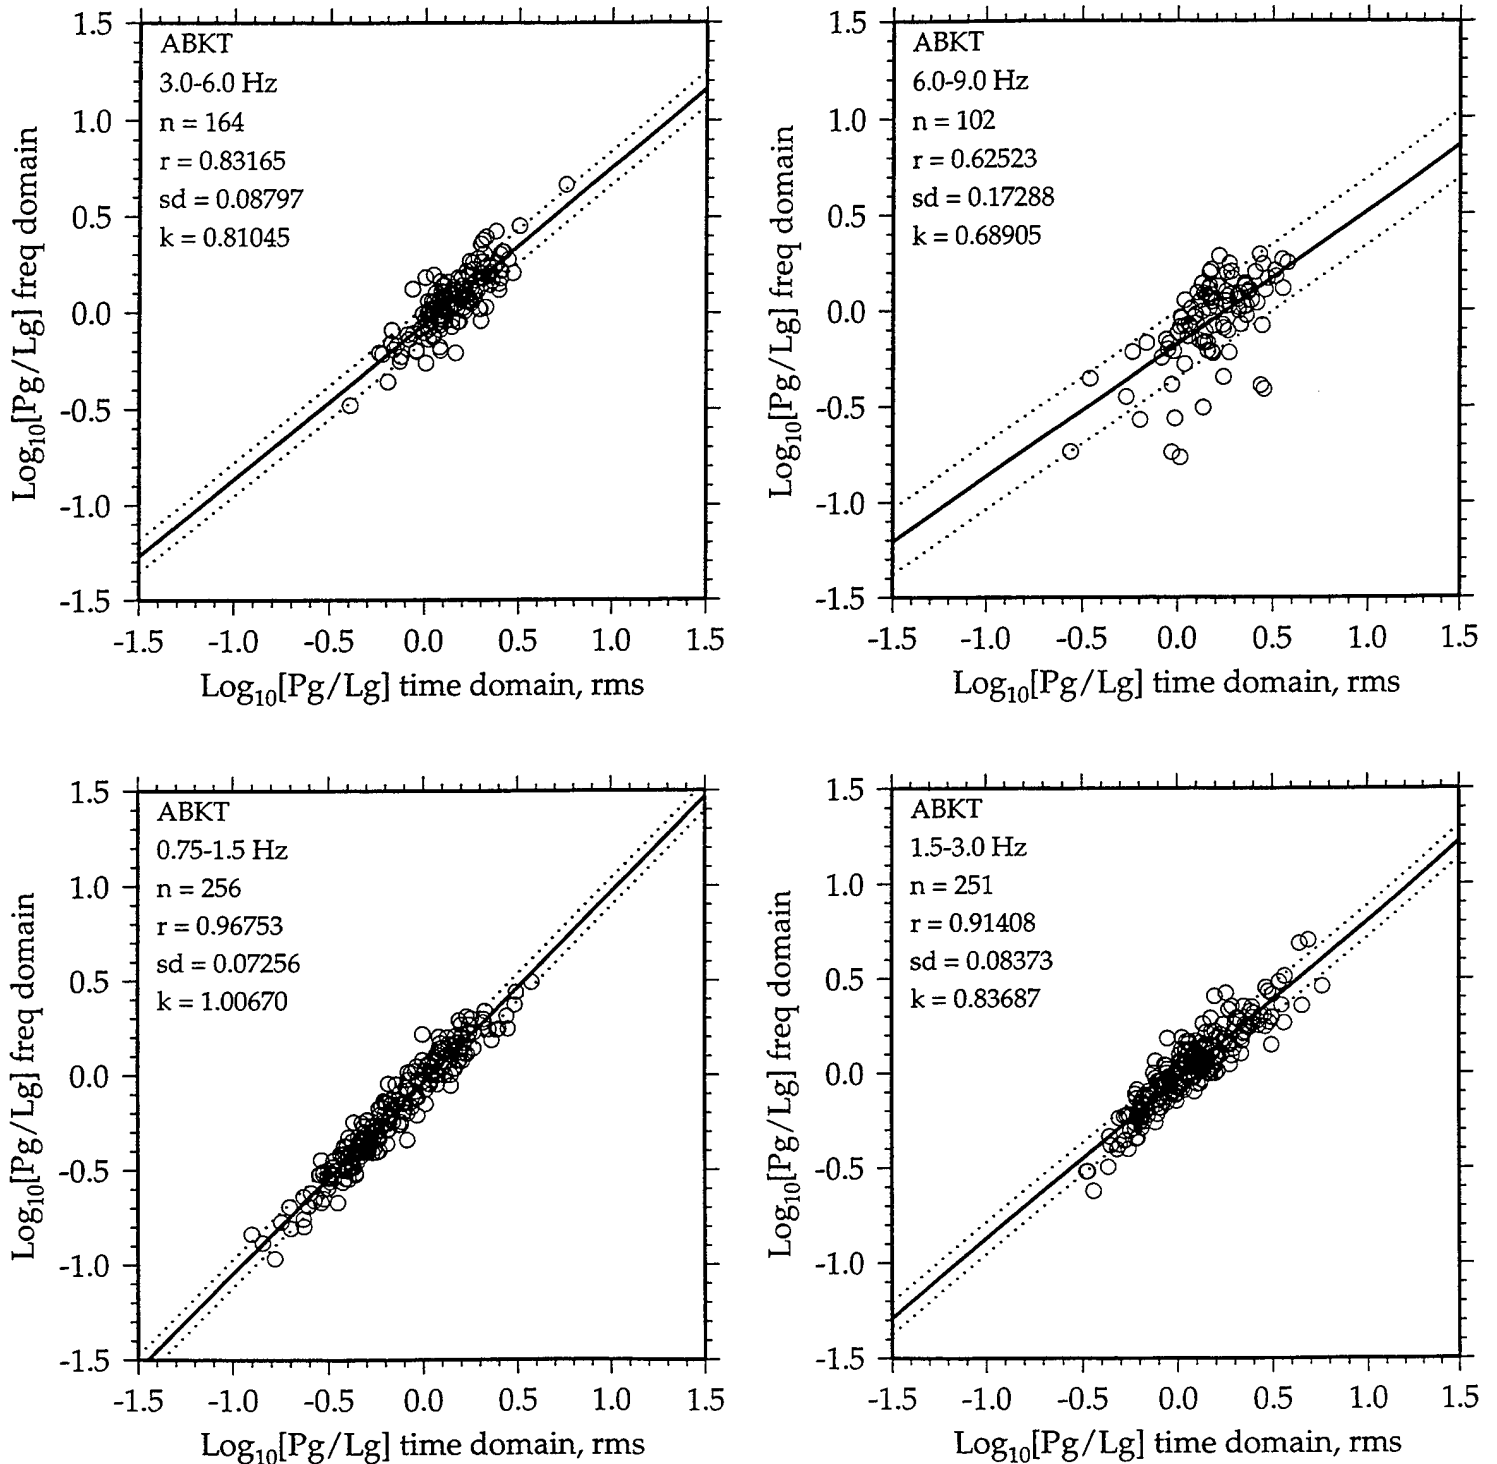 1.5
1.0
0.5
0.0
-0.5
-1.0
-1.5
Log10[Pg/Lg] freq domain
ABKT
3.0-6.0 Hz
n = 164
r = 0.83165
sd = 0.08797
k = 0.81045
-1.5 -1.0 -0.5 0.0 0.5 1.0 1.5
Log10[Pg/Lg] time domain, rms
1.5
1.0
0.5
0.0
-0.5
-1.0
-1.5
Log10[Pg/Lg] freq domain
ABKT
6.0-9.0 Hz
n = 102
r = 0.62523
sd = 0.17288
k = 0.68905
-1.5 -1.0 -0.5 0.0 0.5 1.0 1.5
Log10[Pg/Lg] time domain, rms
1.5
1.0
0.5
0.0
-0.5
-1.0
-1.5
Log10[Pg/Lg] freq domain
ABKT
0.75-1.5 Hz
n = 256
r = 0.96753
sd = 0.07256
k = 1.00670
-1.5 -1.0 -0.5 0.0 0.5 1.0 1.5
Log10[Pg/Lg] time domain, rms
1.5
1.0
0.5
0.0
-0.5
-1.0
-1.5
Log10[Pg/Lg] freq domain
ABKT
1.5-3.0 Hz
n = 251
r = 0.91408
sd = 0.08373
k = 0.83687
-1.5 -1.0 -0.5 0.0 0.5 1.0 1.5
Log10[Pg/Lg] time domain, rms